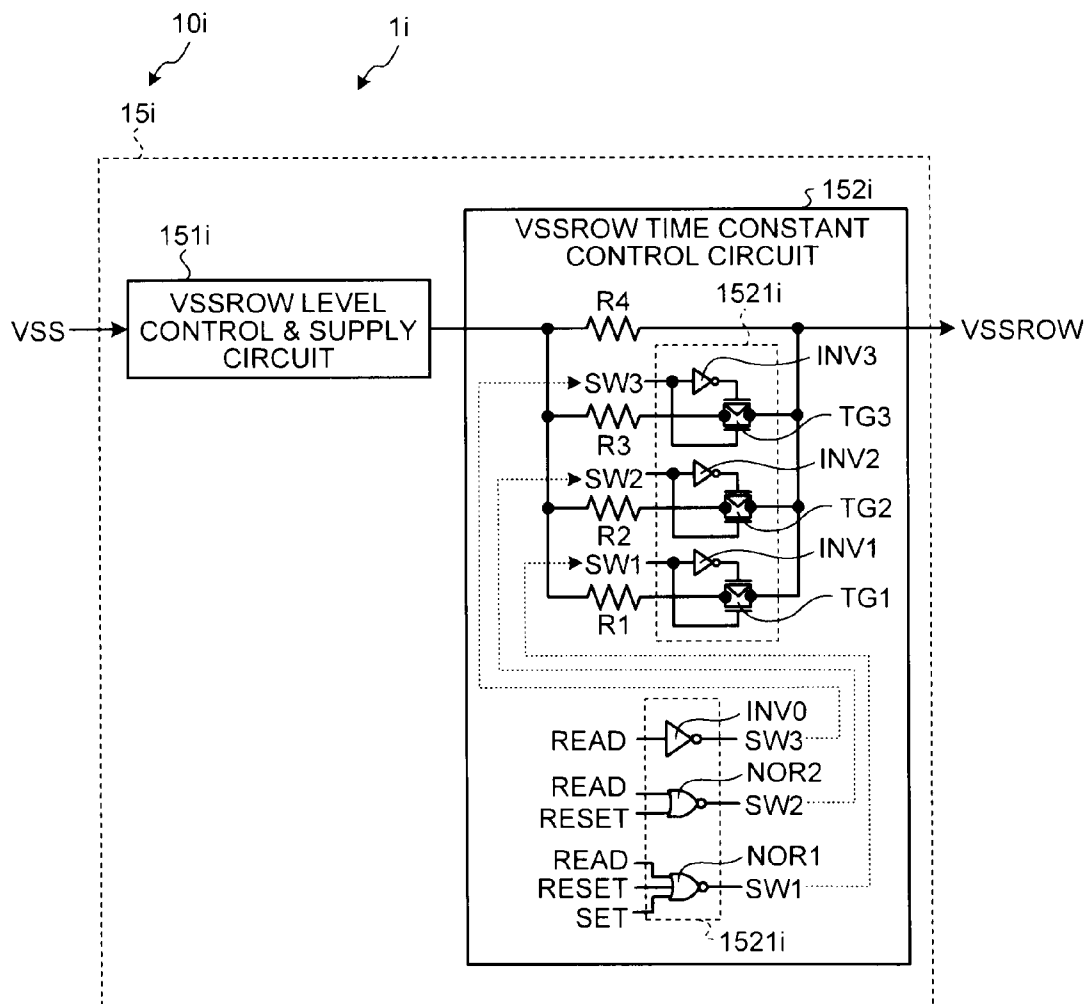 10i
1i
15i
152i
VSSROW TIME CONSTANT
CONTROL CIRCUIT
151i
VSSROW LEVEL
CONTROL & SUPPLY
CIRCUIT
VSS
VSSROW
R4
1521i
SW3
INV3
R3
TG3
SW2
INV2
R2
TG2
SW1
INV1
R1
TG1
READ
INV0
SW3
READ
RESET
NOR2
SW2
READ
RESET
SET
NOR1
SW1
1521i